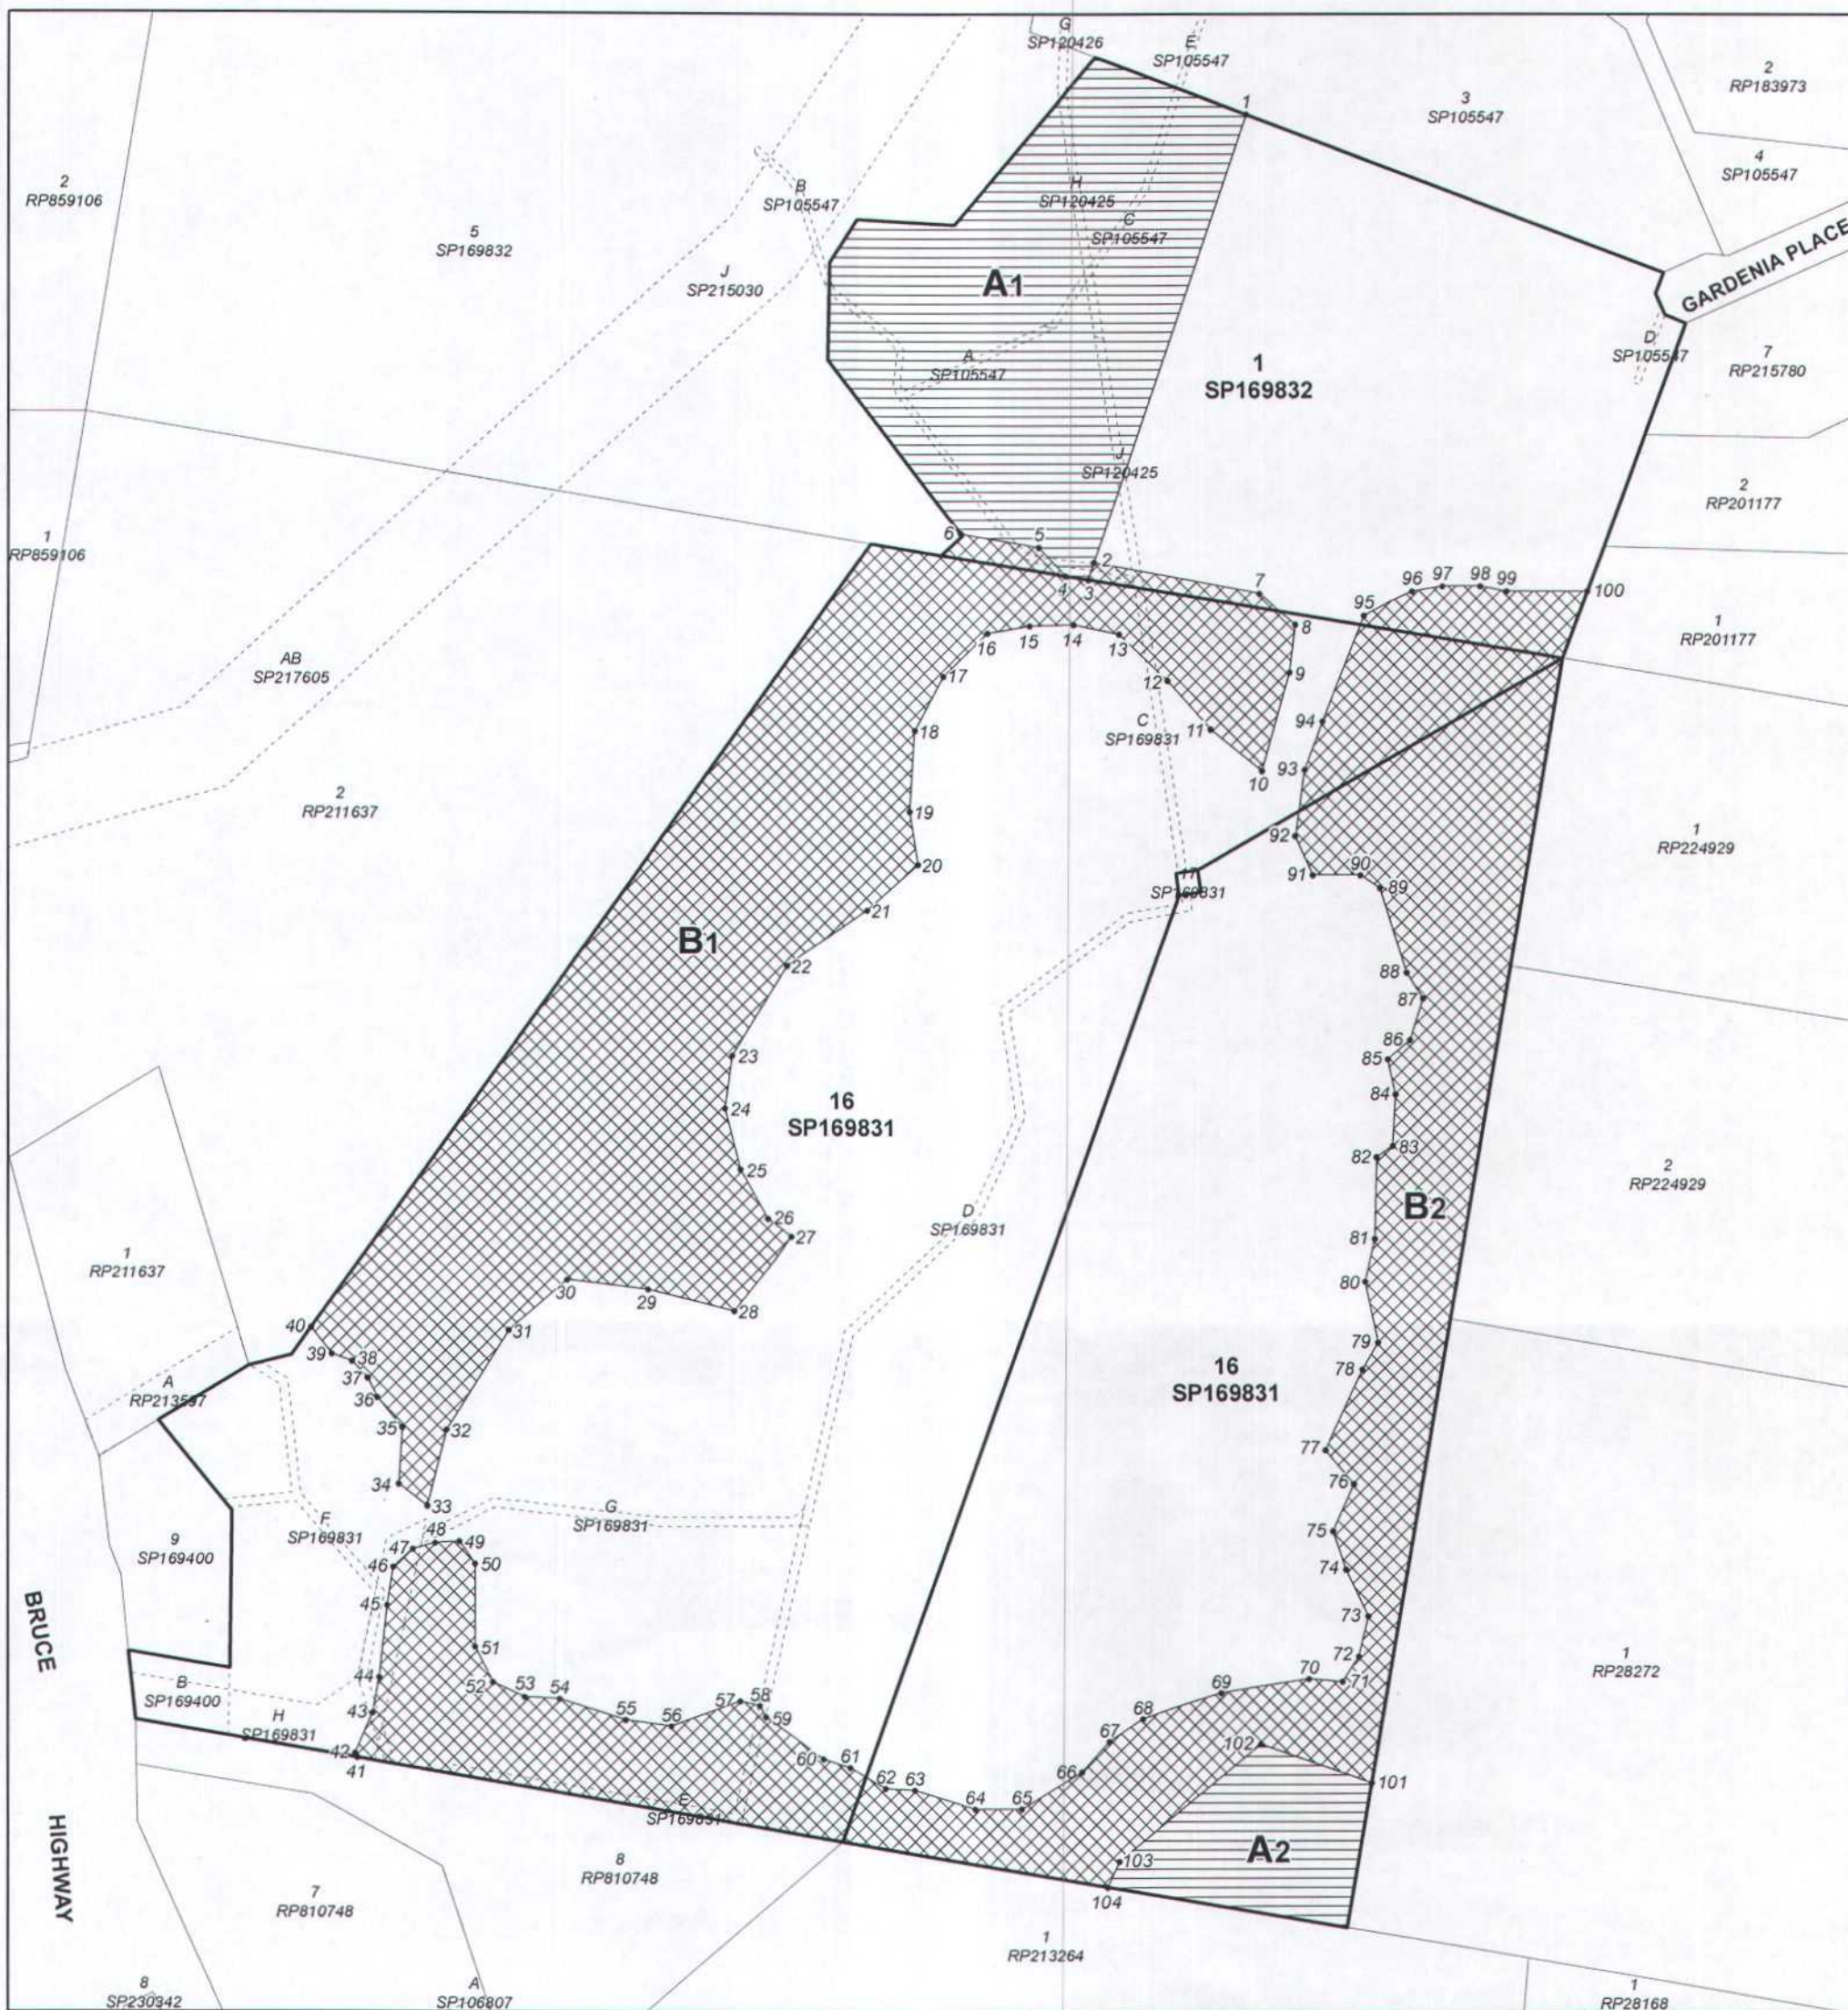 G
SP120426
E
SP105547
1
3
SP105547
2
RP183973
4
SP105547
2
RP859106
5
SP169832
B
SP105547
H
SP120425
C
SP105547
J
SP215030
A1
GARDENIA PLACE
D
SP105547
7
RP215780
A
SP105547
1
SP169832
J
SP120425
2
RP201177
1
RP859106
6
5
2
4
3
7
8
95
96
97
98
99
100
1
RP201177
AB
SP217605
16
15
14
13
12
9
17
18
C
SP169831
11
10
94
93
2
RP211637
19
20
92
91
90
89
1
RP224929
17
SP169831
21
B1
22
88
87
23
86
85
24
84
16
SP169831
83
82
25
26
27
2
RP224929
B2
D
SP169831
81
80
1
RP211637
30
29
28
31
40
39
38
37
36
79
78
16
SP169831
A
RP213597
35
32
77
34
33
76
G
SP169831
9
SP169400
F
SP169831
48
47
49
46
50
75
74
45
73
BRUCE
51
72
44
52
53
54
71
70
69
1
RP28272
B
SP169400
43
55
56
57
58
59
68
67
H
SP169831
42
41
60
61
102
66
62
63
101
E
SP169831
64
65
HIGHWAY
103
A2
8
RP810748
7
RP810748
104
1
RP213264
8
SP230342
A
SP106807
1
RP28168